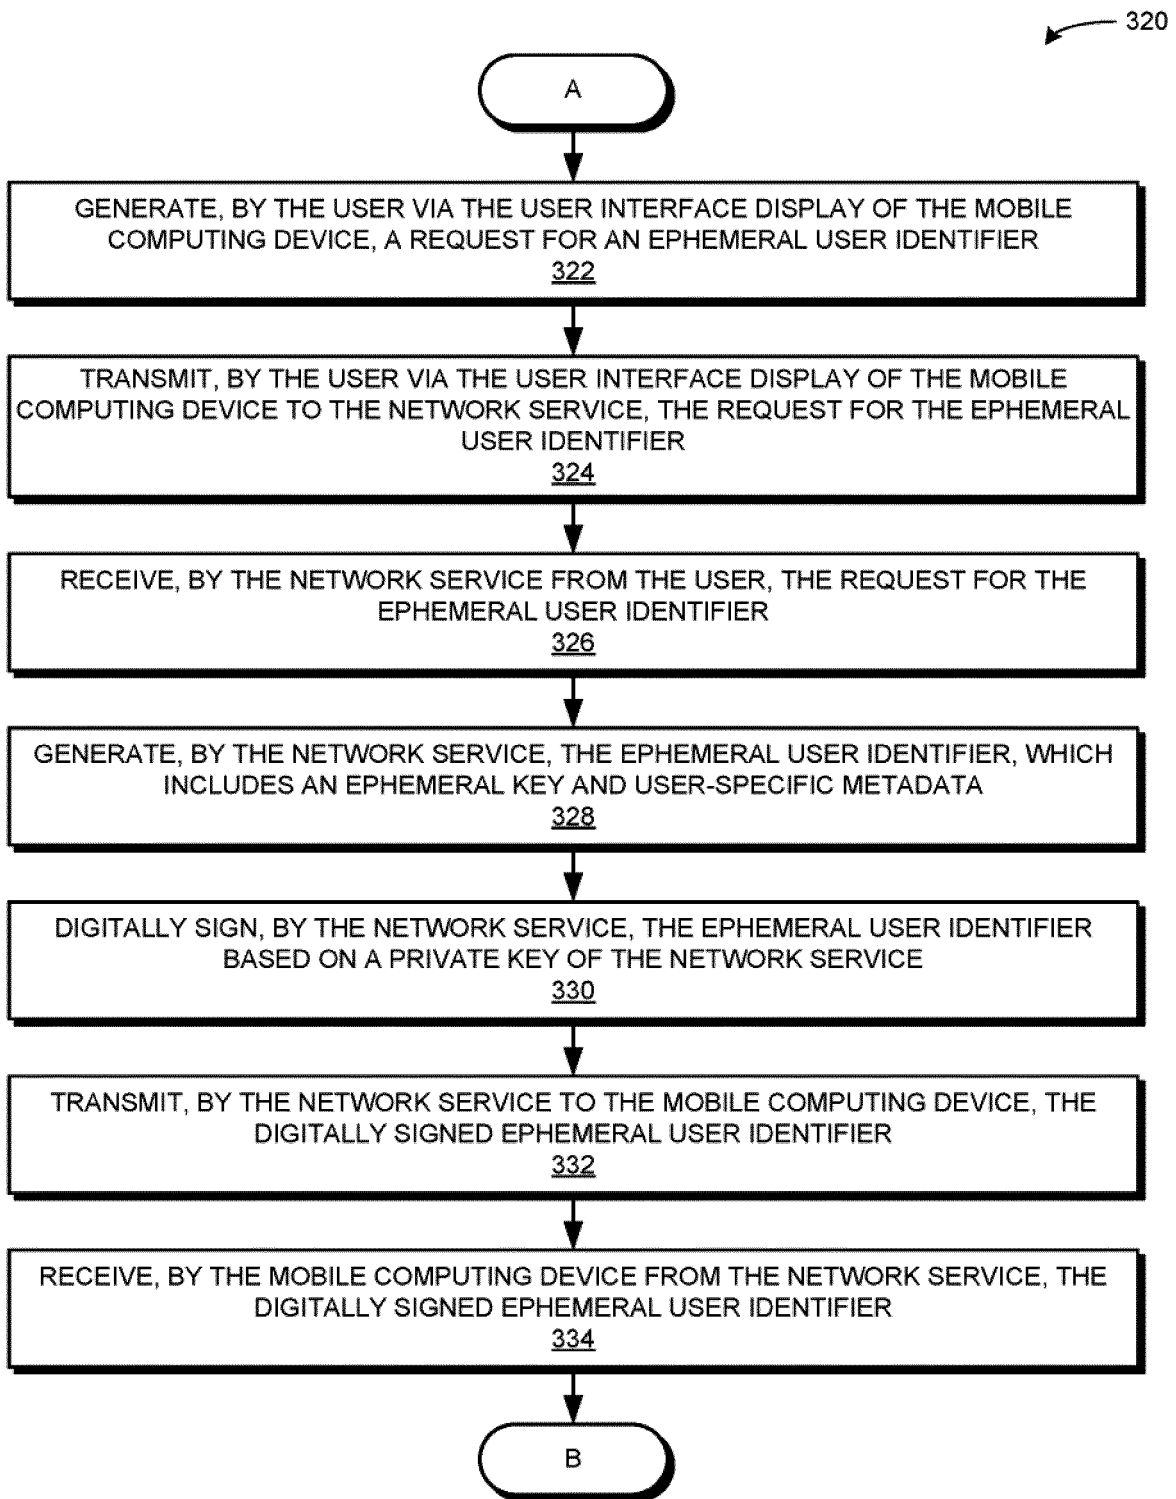 320
A
GENERATE, BY THE USER VIA THE USER INTERFACE DISPLAY OF THE MOBILE
COMPUTING DEVICE, A REQUEST FOR AN EPHEMERAL USER IDENTIFIER
322
TRANSMIT, BY THE USER VIA THE USER INTERFACE DISPLAY OF THE MOBILE
COMPUTING DEVICE TO THE NETWORK SERVICE, THE REQUEST FOR THE EPHEMERAL
USER IDENTIFIER
324
RECEIVE, BY THE NETWORK SERVICE FROM THE USER, THE REQUEST FOR THE
EPHEMERAL USER IDENTIFIER
326
GENERATE, BY THE NETWORK SERVICE, THE EPHEMERAL USER IDENTIFIER, WHICH
INCLUDES AN EPHEMERAL KEY AND USER-SPECIFIC METADATA
328
DIGITALLY SIGN, BY THE NETWORK SERVICE, THE EPHEMERAL USER IDENTIFIER
BASED ON A PRIVATE KEY OF THE NETWORK SERVICE
330
TRANSMIT, BY THE NETWORK SERVICE TO THE MOBILE COMPUTING DEVICE, THE
DIGITALLY SIGNED EPHEMERAL USER IDENTIFIER
332
RECEIVE, BY THE MOBILE COMPUTING DEVICE FROM THE NETWORK SERVICE, THE
DIGITALLY SIGNED EPHEMERAL USER IDENTIFIER
334
B